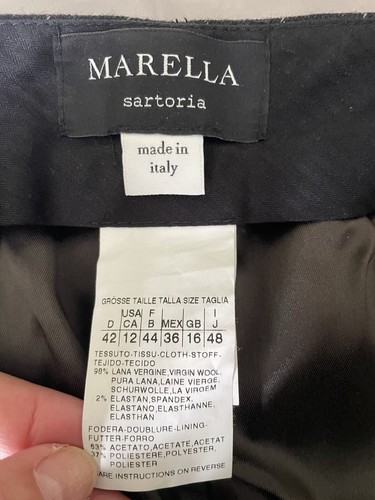 MARELLA
sartoria
made in
italy
GRÖSSE TAILLE TALLA SIZE TAGLIA
USA F I
D CA B MEX GB J
42 12 44 36 16 48
TESSUTO-TISSU-CLOTH-STOFF-
TEJIDO-TECIDO
98% LANA VERGINE,VIRGIN WOOL,
PURA LANA,LAINE VIERGE,
SCHURWOLLE,LA VIRGEM
2% ELASTAN,SPANDEX,
ELASTANO,ELASTHANNE,
ELASTHAN
FODERA-DOUBLURE-LINING-
FUTTER-FORRO
63% ACETATO,ACETATE,ACETAT
37% POLIESTERE,POLYESTER,
POLIESTER
CARE INSTRUCTIONS ON REVERSE